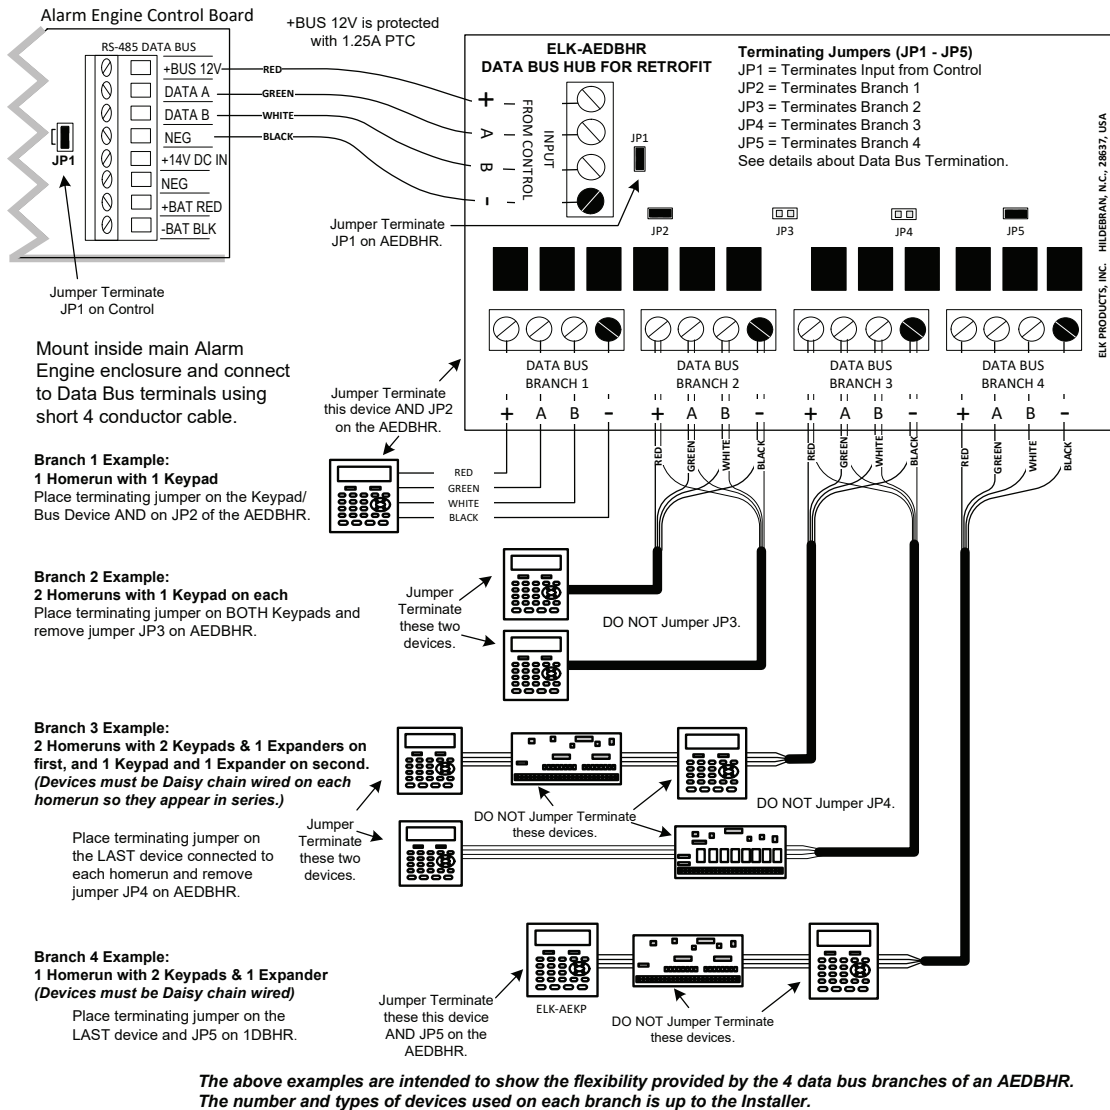 Alarm Engine Control Board
+BUS 12V is protected
with 1.25A PTC
RS-485 DATA BUS
+BUS 12V
DATA A
DATA B
NEG
+14V DC IN
NEG
+BAT RED
-BAT BLK
JP1
RED
GREEN
WHITE
BLACK
Jumper Terminate
JP1 on Control
ELK-AEDBHR
DATA BUS HUB FOR RETROFIT
+
A
B
-
FROM CONTROL
INPUT
JP1
Jumper Terminate
JP1 on AEDBHR.
Terminating Jumpers (JP1 - JP5)
JP1 = Terminates Input from Control
JP2 = Terminates Branch 1
JP3 = Terminates Branch 2
JP4 = Terminates Branch 3
JP5 = Terminates Branch 4
See details about Data Bus Termination.
ELK PRODUCTS, INC. HILDEBRAN, N.C., 28637, USA
JP2
JP3
JP4
JP5
DATA BUS
BRANCH 1
DATA BUS
BRANCH 2
DATA BUS
BRANCH 3
DATA BUS
BRANCH 4
+ A B -
+ A B -
+ A B -
+ A B -
RED
GREEN
WHITE
BLACK
RED
GREEN
WHITE
BLACK
RED
GREEN
WHITE
BLACK
Mount inside main Alarm
Engine enclosure and connect
to Data Bus terminals using
short 4 conductor cable.
Jumper Terminate
this device AND JP2
on the AEDBHR.
Branch 1 Example:
1 Homerun with 1 Keypad
Place terminating jumper on the Keypad/
Bus Device AND on JP2 of the AEDBHR.
RED
GREEN
WHITE
BLACK
Branch 2 Example:
2 Homeruns with 1 Keypad on each
Place terminating jumper on BOTH Keypads and
remove jumper JP3 on AEDBHR.
Jumper
Terminate
these two
devices.
DO NOT Jumper JP3.
Branch 3 Example:
2 Homeruns with 2 Keypads & 1 Expanders on
first, and 1 Keypad and 1 Expander on second.
(Devices must be Daisy chain wired on each
homerun so they appear in series.)
Place terminating jumper on
the LAST device connected to
each homerun and remove
jumper JP4 on AEDBHR.
Jumper
Terminate
these two
devices.
DO NOT Jumper Terminate
these devices.
DO NOT Jumper JP4.
Branch 4 Example:
1 Homerun with 2 Keypads & 1 Expander
(Devices must be Daisy chain wired)
Place terminating jumper on the
LAST device and JP5 on 1DBHR.
Jumper Terminate
these this device
AND JP5 on the
AEDBHR.
ELK-AEKP
DO NOT Jumper Terminate
these devices.
The above examples are intended to show the flexibility provided by the 4 data bus branches of an AEDBHR.
The number and types of devices used on each branch is up to the Installer.